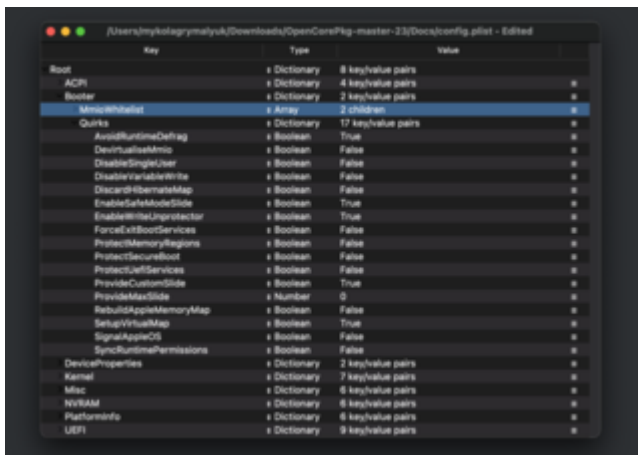 /Users/mykolagrymalyuk/Downloads/OpenCorePkg-master-23/Docs/config.plist - Edited
Key Type Value
Root Dictionary 8 key/value pairs
ACPI Dictionary 4 key/value pairs
Booter Dictionary 2 key/value pairs
MmioWhitelist Array 2 children
Quirks Dictionary 17 key/value pairs
AvoidRuntimeDefrag Boolean True
DevirtualiseMmio Boolean False
DisableSingleUser Boolean False
DisableVariableWrite Boolean False
DiscardHibernateMap Boolean False
EnableSafeModeSlide Boolean True
EnableWriteUnprotector Boolean True
ForceExitBootServices Boolean False
ProtectMemoryRegions Boolean False
ProtectSecureBoot Boolean False
ProtectUefiServices Boolean False
ProvideCustomSlide Boolean True
ProvideMaxSlide Number 0
RebuildAppleMemoryMap Boolean False
SetupVirtualMap Boolean True
SignalAppleOS Boolean False
SyncRuntimePermissions Boolean False
DeviceProperties Dictionary 2 key/value pairs
Kernel Dictionary 7 key/value pairs
Misc Dictionary 6 key/value pairs
NVRAM Dictionary 6 key/value pairs
PlatformInfo Dictionary 6 key/value pairs
UEFI Dictionary 9 key/value pairs